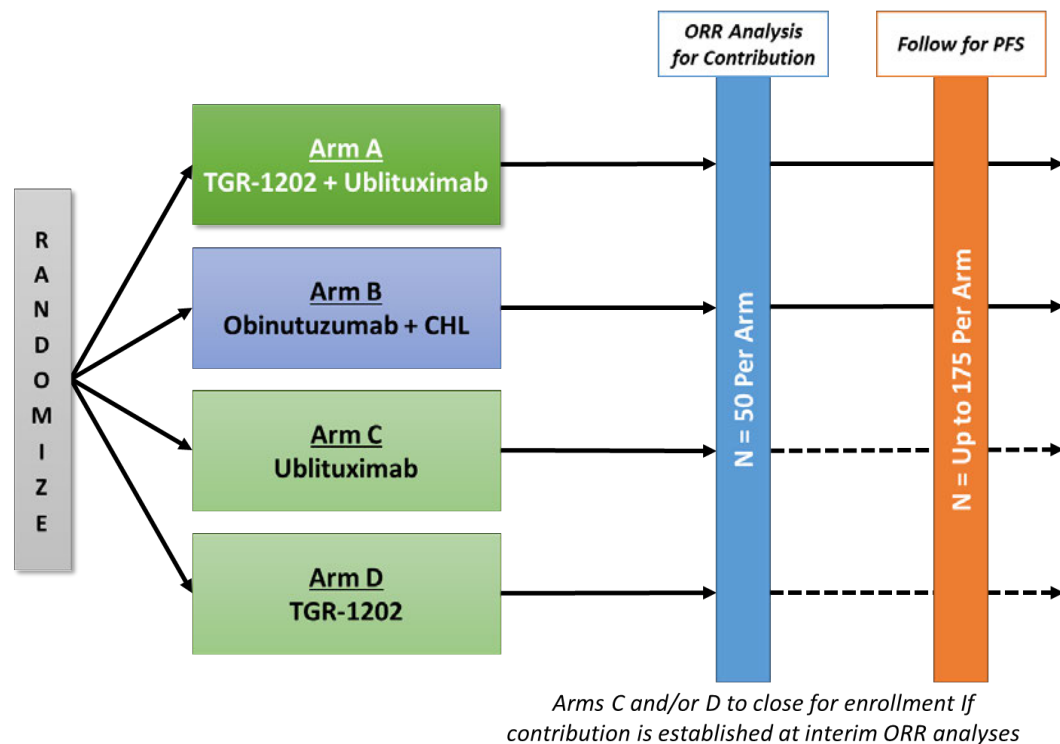 ORR Analysis
for Contribution
Follow for PFS
RANDOMIZE
Arm A
TGR-1202 + Ublituximab
Arm B
Obinutuzumab + CHL
Arm C
Ublituximab
Arm D
TGR-1202
N = 50 Per Arm
N = Up to 175 Per Arm
Arms C and/or D to close for enrollment If
contribution is established at interim ORR analyses